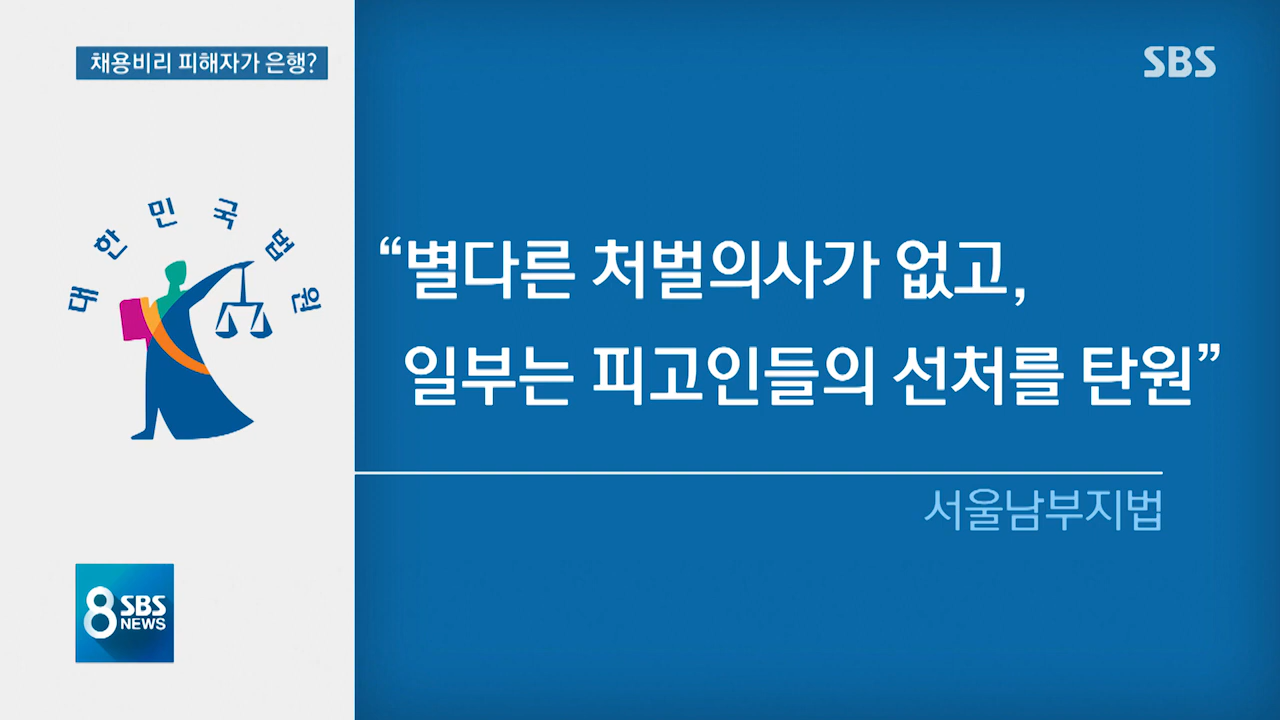 채용비리 피해자가 은행?
SBS
대한민국법원
“별다른 처벌의사가 없고,
일부는 피고인들의 선처를 탄원”
서울남부지법
8 SBS
NEWS